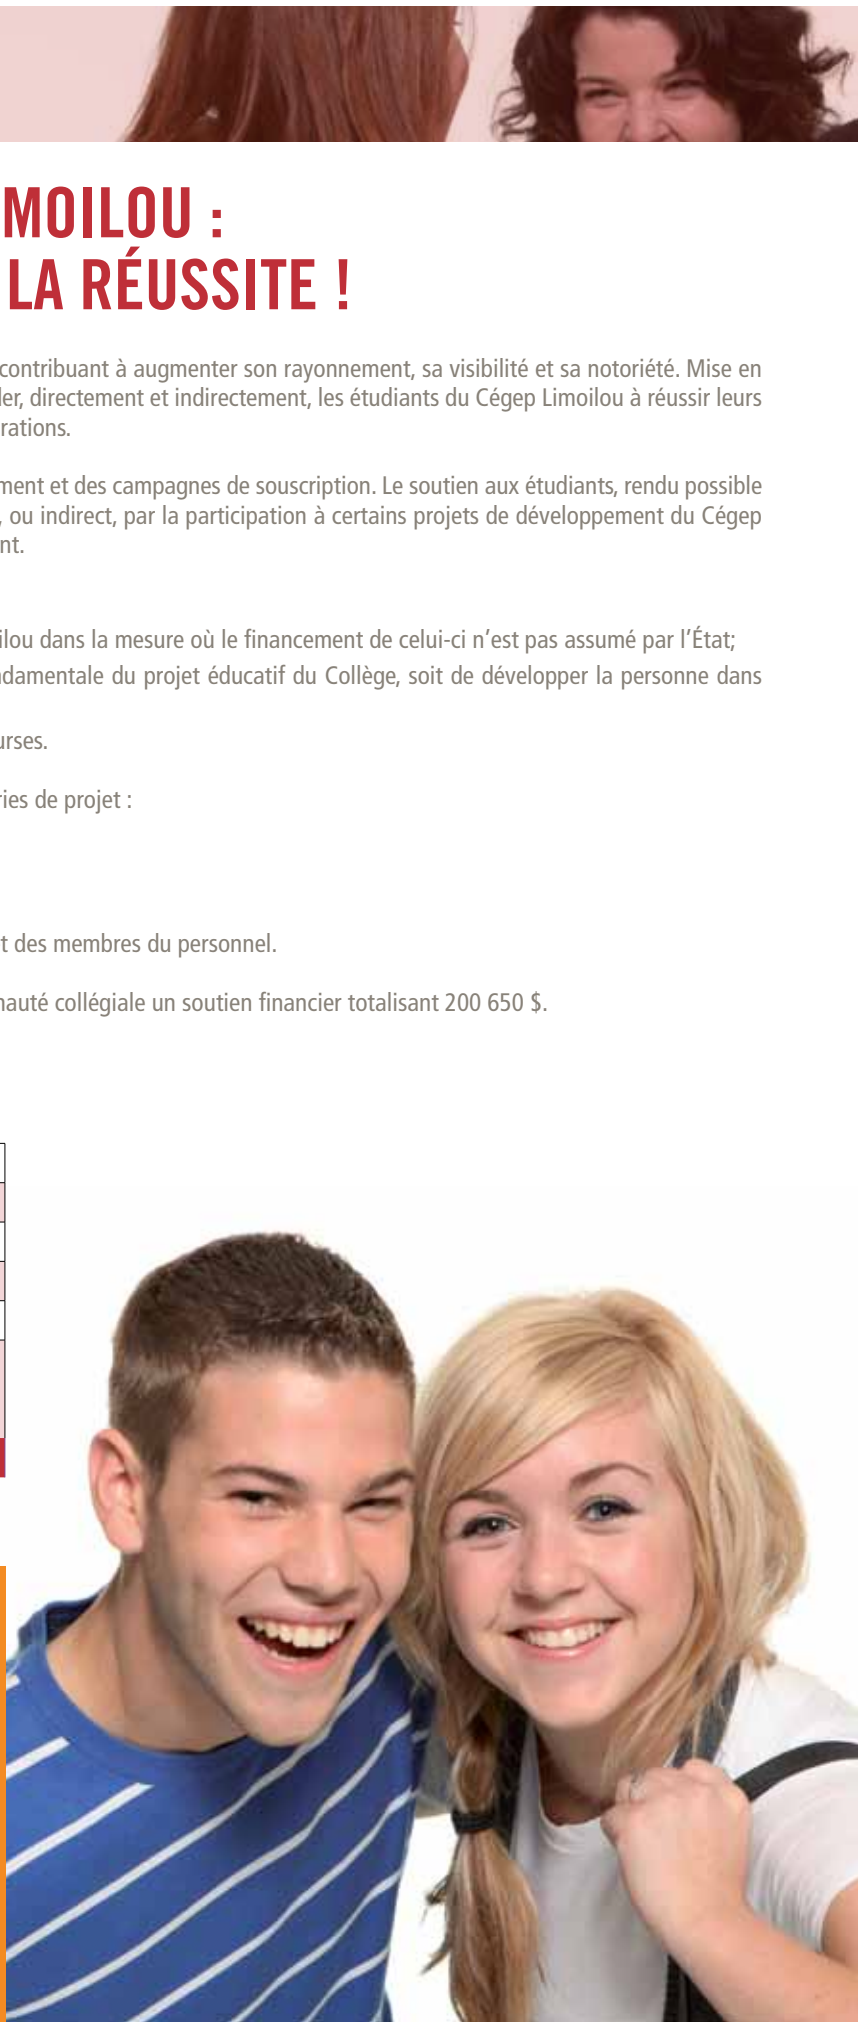 MOILOU :
LA RÉUSSITE !
contribuant à augmenter son rayonnement, sa visibilité et sa notoriété. Mise en
der, directement et indirectement, les étudiants du Cégep Limoilou à réussir leurs
rations.
ment et des campagnes de souscription. Le soutien aux étudiants, rendu possible
, ou indirect, par la participation à certains projets de développement du Cégep
nt.
ilou dans la mesure où le financement de celui-ci n’est pas assumé par l’État;
ndamentale du projet éducatif du Collège, soit de développer la personne dans
urses.
ries de projet :
t des membres du personnel.
nauté collégiale un soutien financier totalisant 200 650 $.